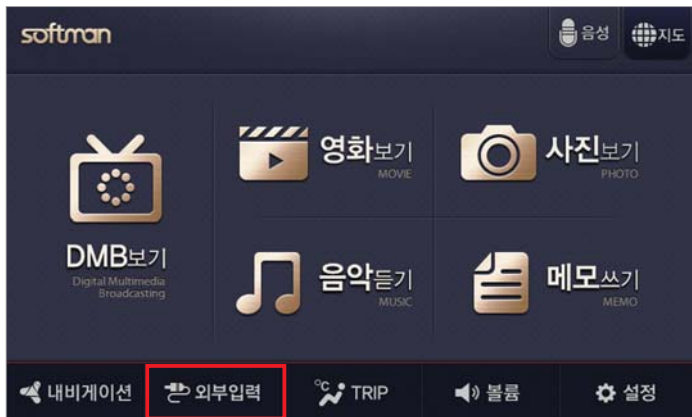 softman
음성
지도
영화보기
MOVIE
사진보기
PHOTO
DMB보기
Digital Multimedia
Broadcasting
음악듣기
MUSIC
메모쓰기
MEMO
내비게이션
외부입력
°C TRIP
볼륨
설정